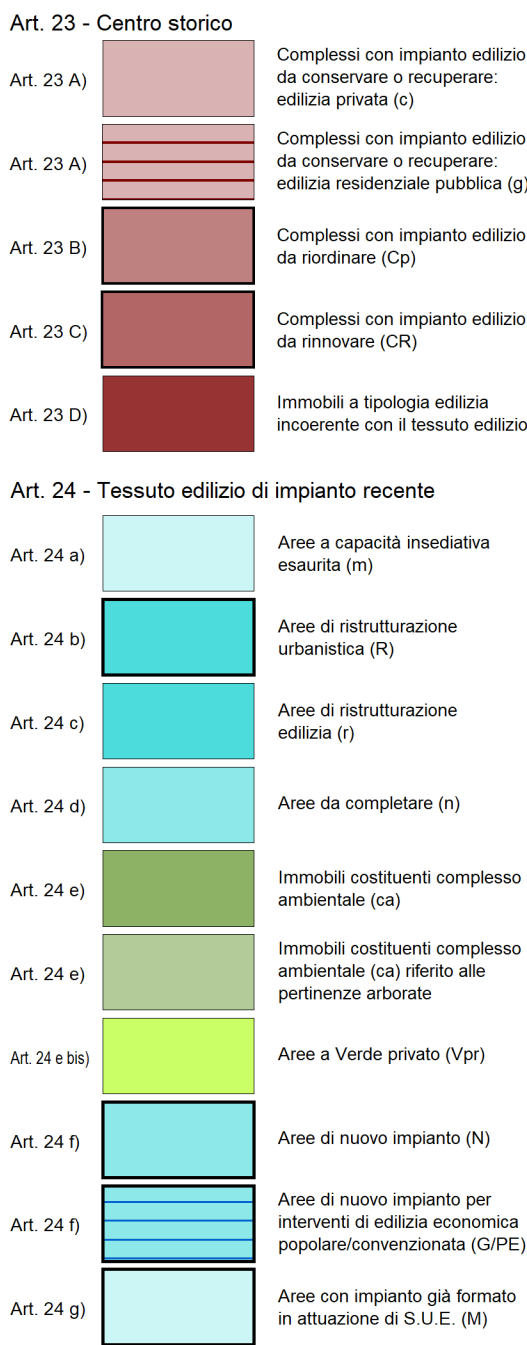 Art. 23 - Centro storico
Art. 23 A)
Complessi con impianto edilizio
da conservare o recuperare:
edilizia privata (c)
Art. 23 A)
Complessi con impianto edilizio
da conservare o recuperare:
edilizia residenziale pubblica (g)
Art. 23 B)
Complessi con impianto edilizio
da riordinare (Cp)
Art. 23 C)
Complessi con impianto edilizio
da rinnovare (CR)
Art. 23 D)
Immobili a tipologia edilizia
incoerente con il tessuto edilizio
Art. 24 - Tessuto edilizio di impianto recente
Art. 24 a)
Aree a capacità insediativa
esaurita (m)
Art. 24 b)
Aree di ristrutturazione
urbanistica (R)
Art. 24 c)
Aree di ristrutturazione
edilizia (r)
Art. 24 d)
Aree da completare (n)
Art. 24 e)
Immobili costituenti complesso
ambientale (ca)
Art. 24 e)
Immobili costituenti complesso
ambientale (ca) riferito alle
pertinenze arborate
Art. 24 e bis)
Aree a Verde privato (Vpr)
Art. 24 f)
Aree di nuovo impianto (N)
Art. 24 f)
Aree di nuovo impianto per
interventi di edilizia economica
popolare/convenzionata (G/PE)
Art. 24 g)
Aree con impianto già formato
in attuazione di S.U.E. (M)